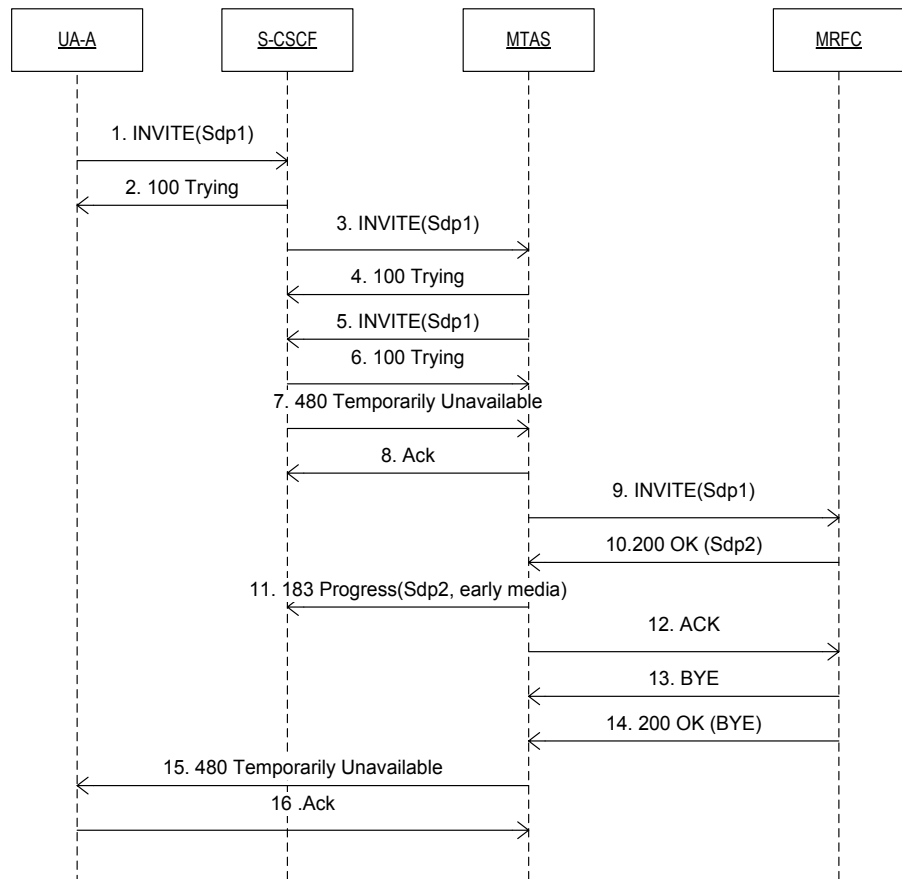 UA-A
S-CSCF
MTAS
MRFC
1. INVITE(Sdp1)
2. 100 Trying
3. INVITE(Sdp1)
4. 100 Trying
5. INVITE(Sdp1)
6. 100 Trying
7. 480 Temporarily Unavailable
8. Ack
9. INVITE(Sdp1)
10.200 OK (Sdp2)
11. 183 Progress(Sdp2, early media)
12. ACK
13. BYE
14. 200 OK (BYE)
15. 480 Temporarily Unavailable
16 .Ack